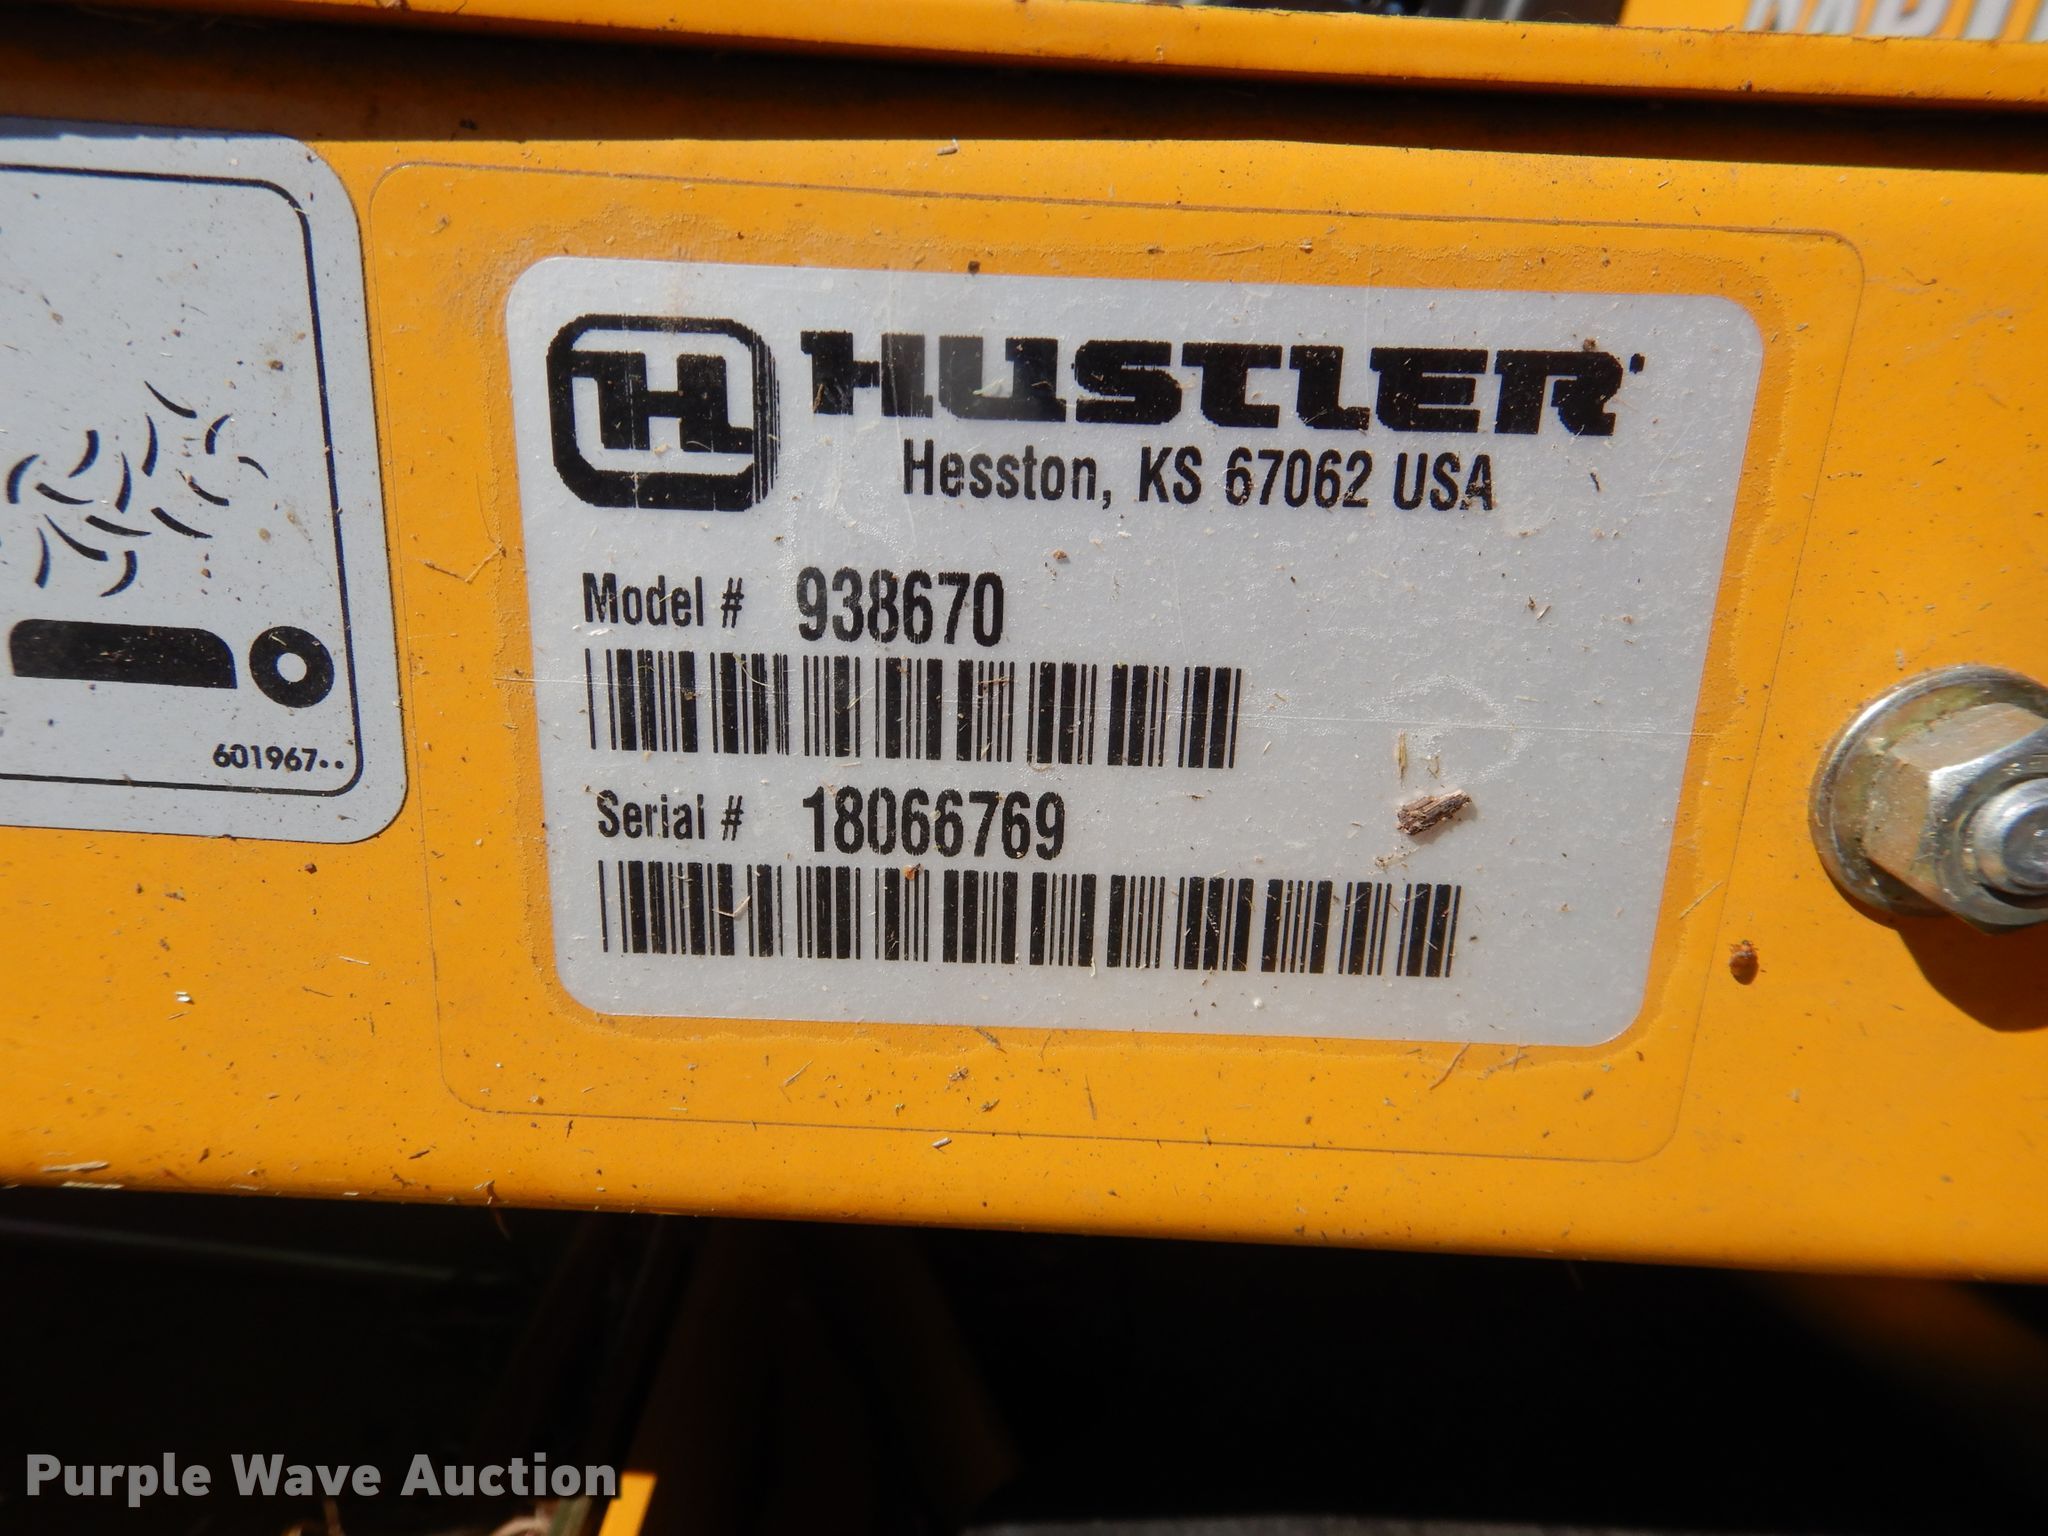 HUSTLER
Hesston, KS 67062 USA
Model # 938670
Serial # 18066769
601967••
Purple Wave Auction